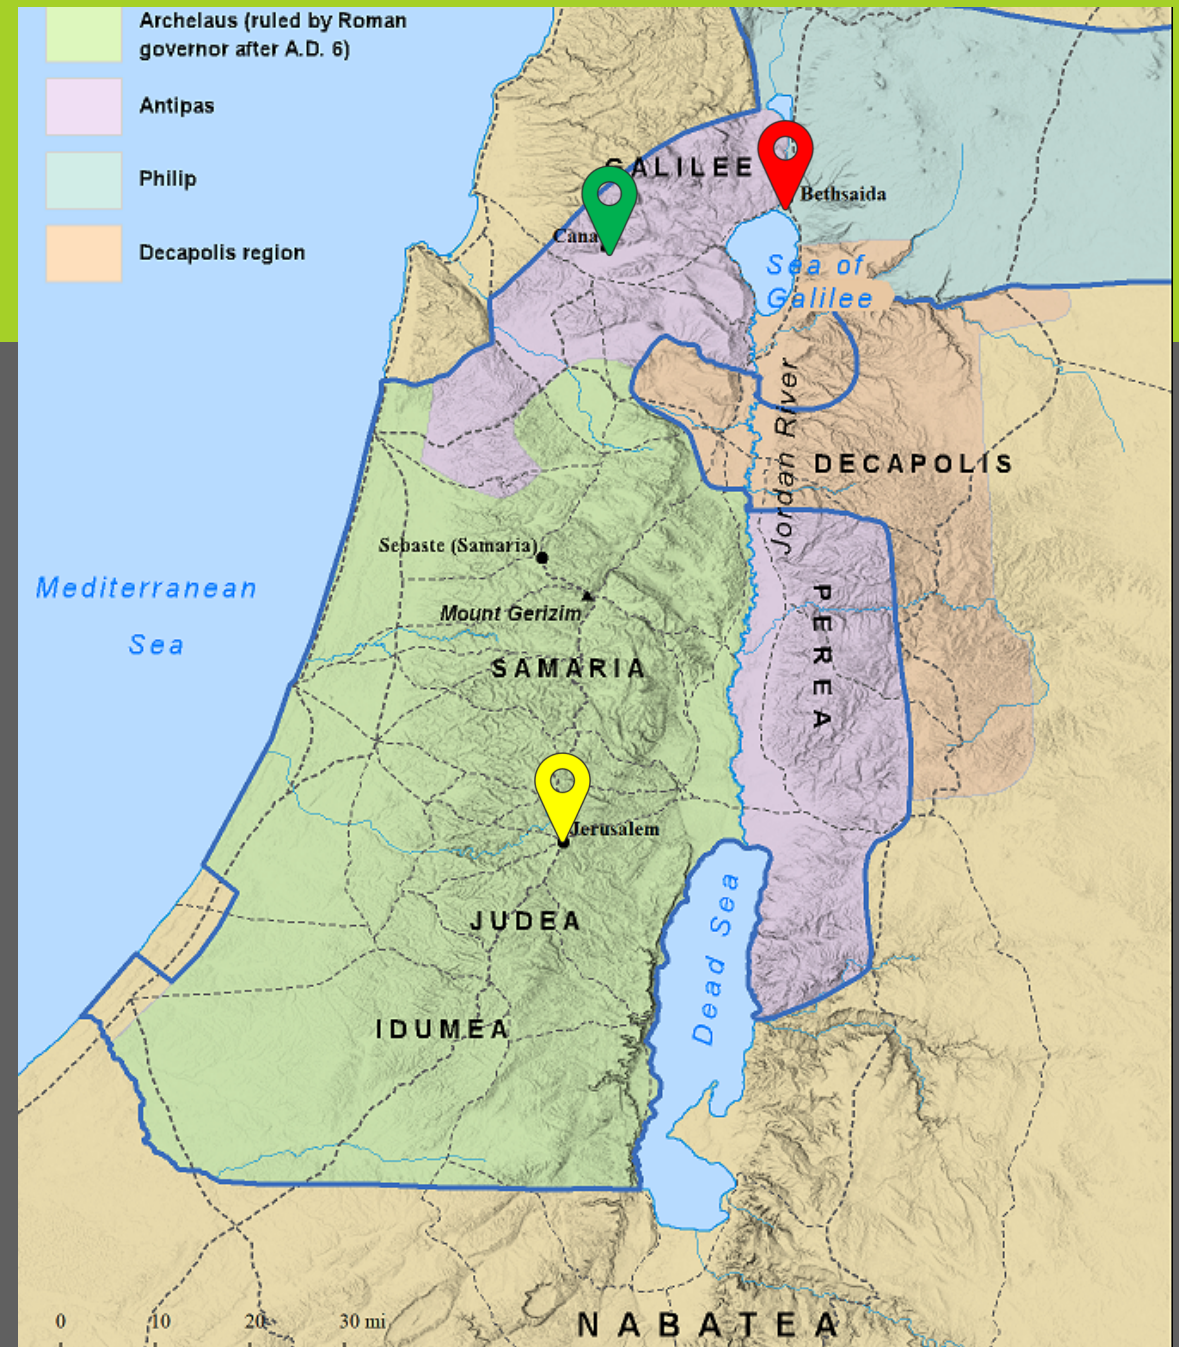 Archelaus (ruled by Roman
governor after A.D. 6)
Antipas
Philip
Decapolis region
GALILEE
Bethsaida
Cana
Sea of
Galilee
Jordan River
DECAPOLIS
Sebaste (Samaria)
Mount Gerizim
Mediterranean
Sea
SAMARIA
PEREA
Jerusalem
JUDEA
Dead Sea
IDUMEA
0 10 20 30 mi
NABATEA